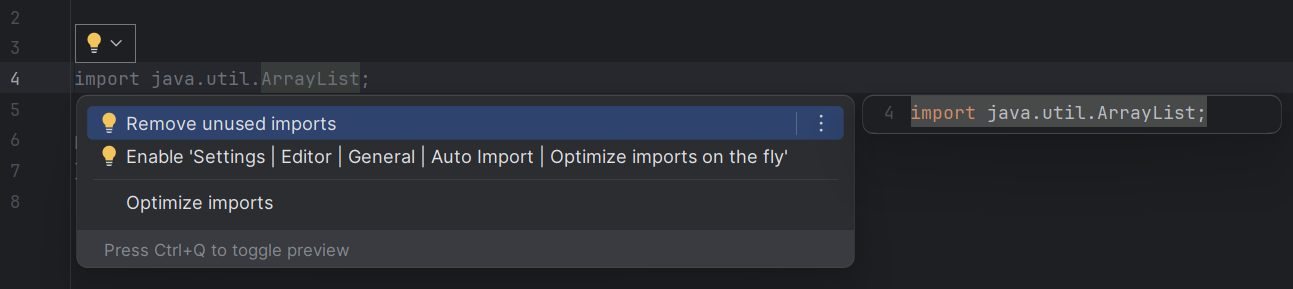 2
3
4 import java.util.ArrayList;
5
6
7
8
Remove unused imports
Enable 'Settings | Editor | General | Auto Import | Optimize imports on the fly'
Optimize imports
Press Ctrl+Q to toggle preview
4 import java.util.ArrayList;